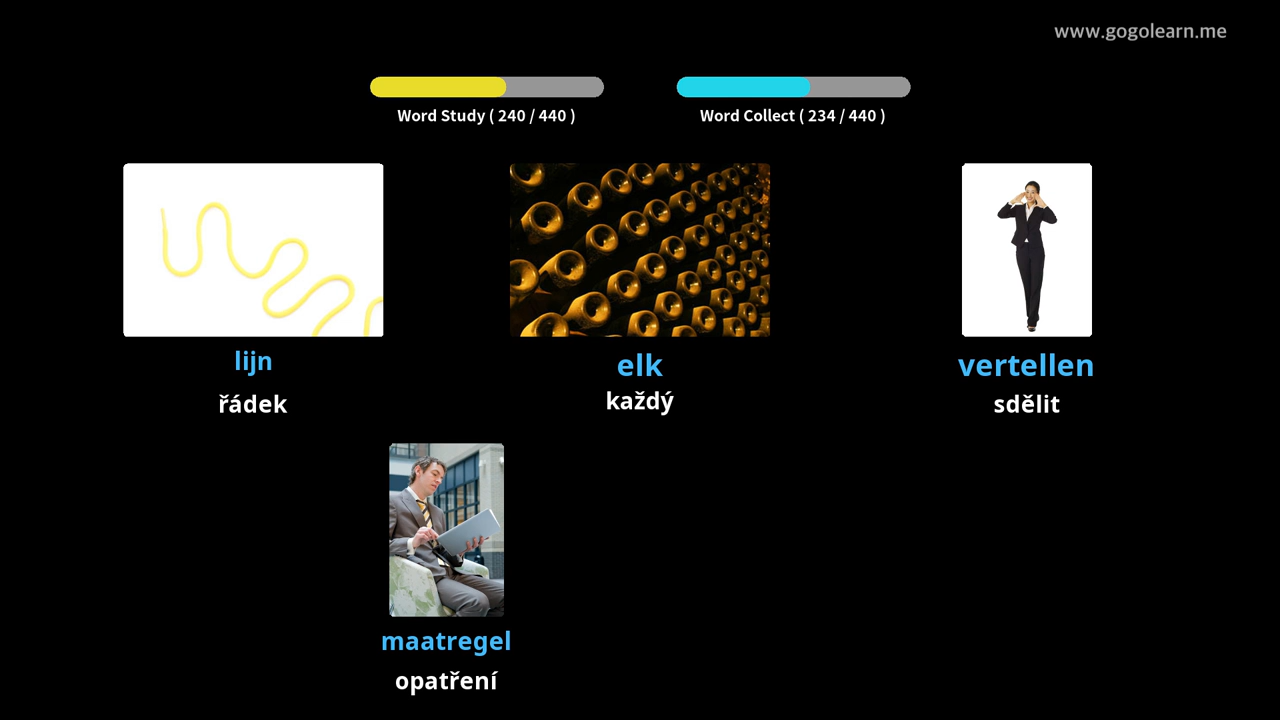 www.gogolearn.me
Word Study ( 240 / 440 )
Word Collect ( 234 / 440 )
lijn
řádek
elk
každý
vertellen
sdělit
maatregel
opatření